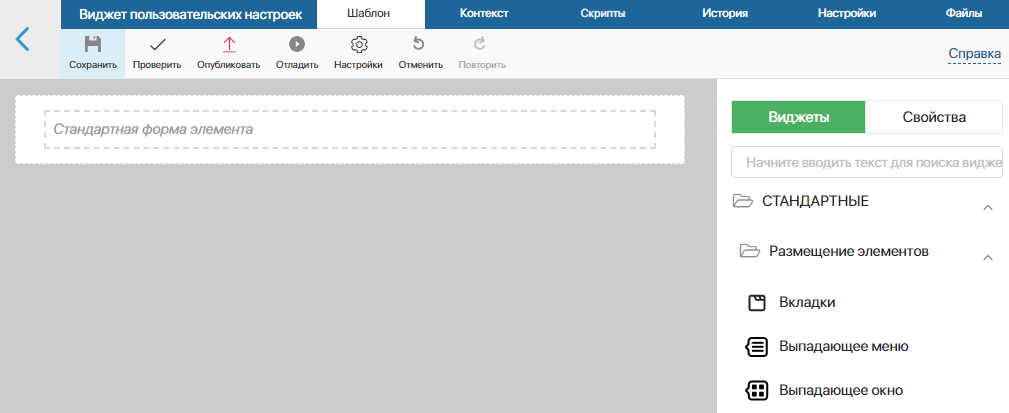 Виджет пользовательских настроек Шаблон Контекст Скрипты История Настройки Файлы
Сохранить Проверить Опубликовать Отладить Настройки Отменить Повторить Справка
Виджеты Свойства
Стандартная форма элемента
Начните вводить текст для поиска видже
СТАНДАРТНЫЕ
Размещение элементов
Вкладки
Выпадающее меню
Выпадающее окно